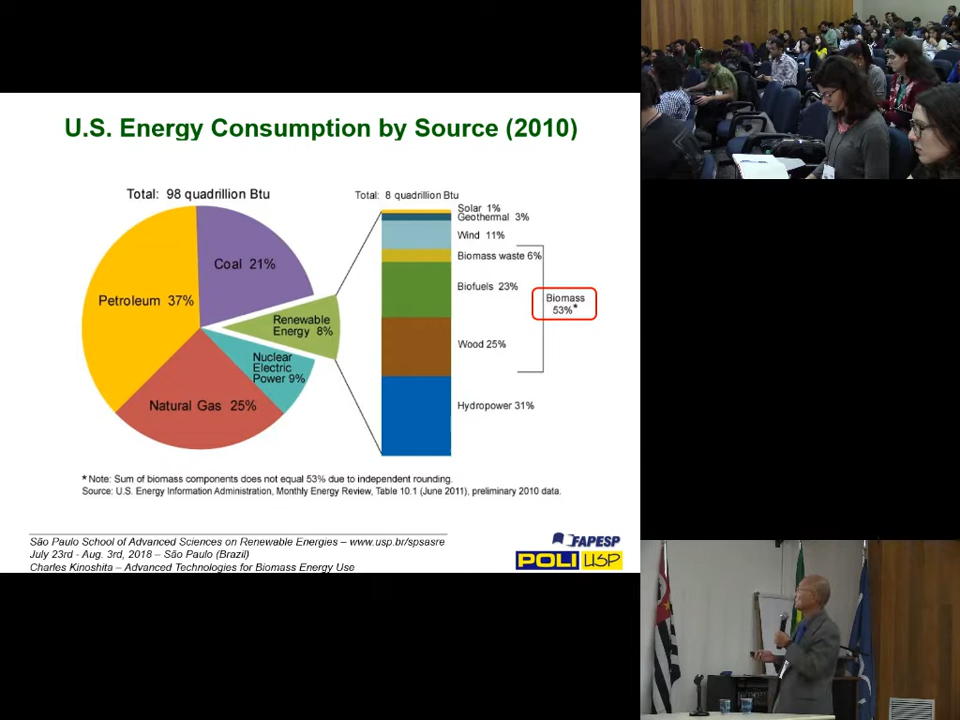 U.S. Energy Consumption by Source (2010)
Total: 98 quadrillion Btu
Total: 8 quadrillion Btu
Coal 21%
Petroleum 37%
Renewable
Energy 8%
Nuclear
Electric
Power 9%
Natural Gas 25%
Solar 1%
Geothermal 3%
Wind 11%
Biomass waste 6%
Biofuels 23%
Biomass
53%*
Wood 25%
Hydropower 31%
* Note: Sum of biomass components does not equal 53% due to independent rounding.
Source: U.S. Energy Information Administration, Monthly Energy Review, Table 10.1 (June 2011), preliminary 2010 data.
São Paulo School of Advanced Sciences on Renewable Energies – www.usp.br/spsasre
July 23rd - Aug. 3rd, 2018 – São Paulo (Brazil)
Charles Kinoshita – Advanced Technologies for Biomass Energy Use
FAPESP
POLI USP